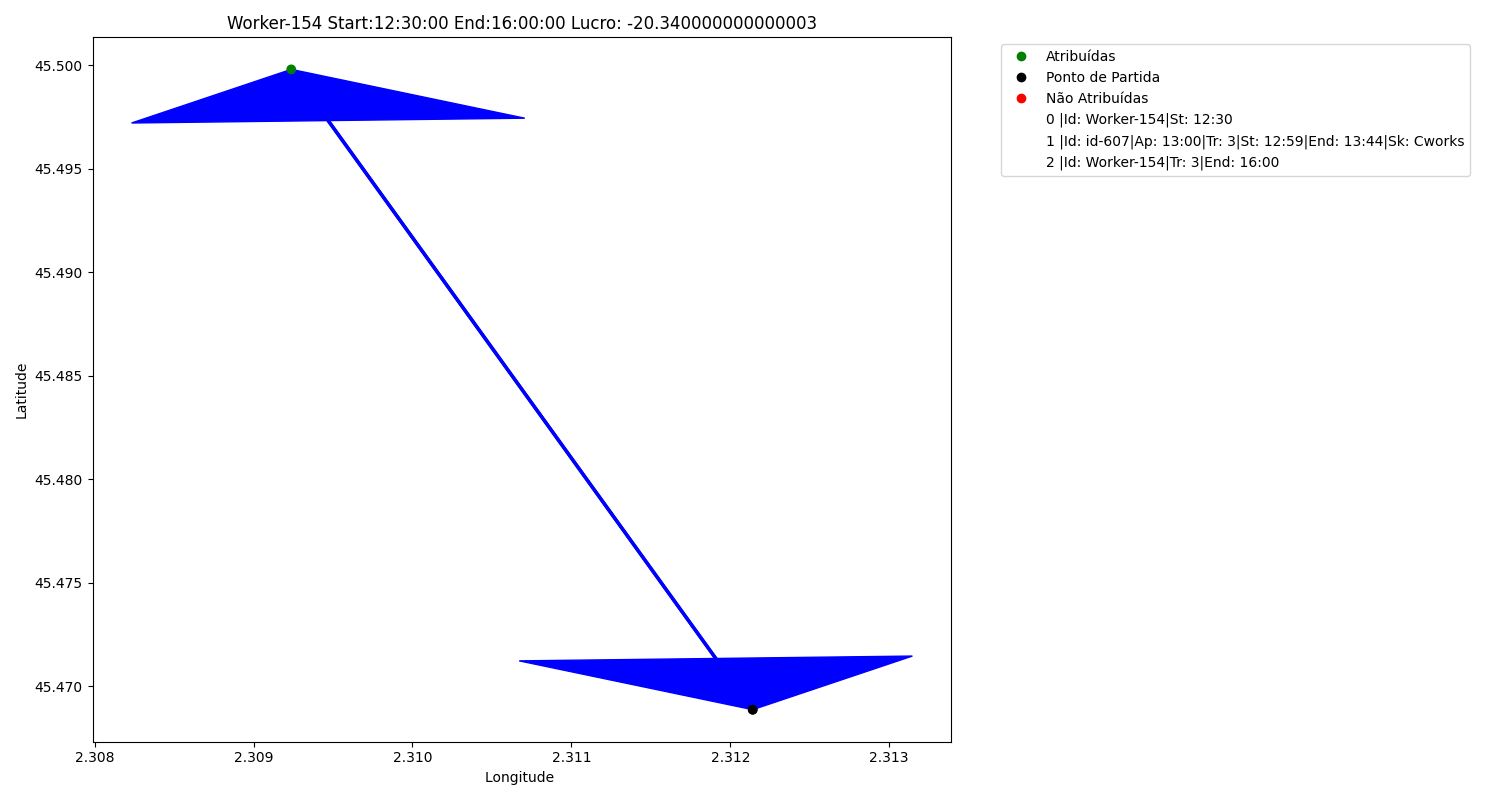 Worker-154 Start:12:30:00 End:16:00:00 Lucro: -20.340000000000003
45.500
45.495
45.490
45.485
45.480
45.475
45.470
Latitude
2.308
2.309
2.310
2.311
2.312
2.313
Longitude
Atribuídas
Ponto de Partida
Não Atribuídas
0 |Id: Worker-154|St: 12:30
1 |Id: id-607|Ap: 13:00|Tr: 3|St: 12:59|End: 13:44|Sk: Cworks
2 |Id: Worker-154|Tr: 3|End: 16:00